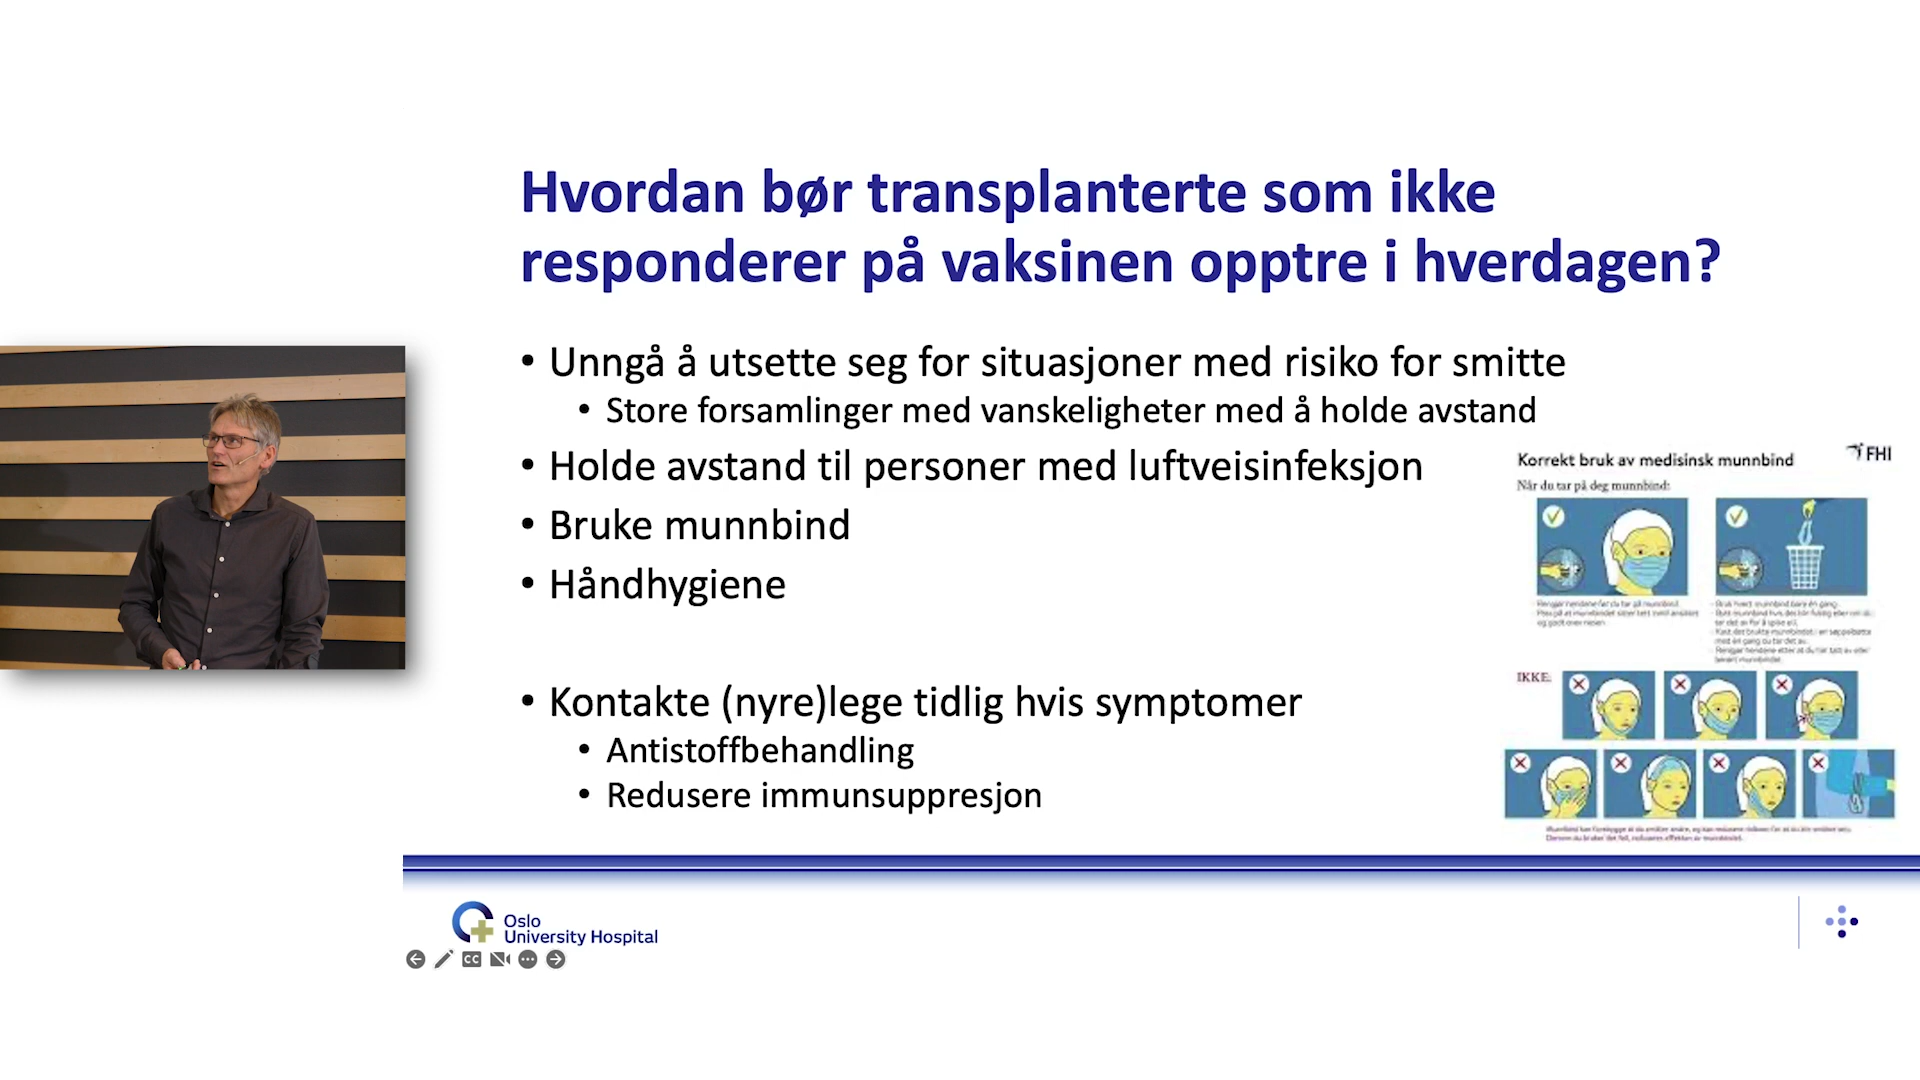 Hvordan bør transplanterte som ikke
responderer på vaksinen opptre i hverdagen?
• Unngå å utsette seg for situasjoner med risiko for smitte
• Store forsamlinger med vanskeligheter med å holde avstand
• Holde avstand til personer med luftveisinfeksjon
• Bruke munnbind
• Håndhygiene
• Kontakte (nyre)lege tidlig hvis symptomer
• Antistoffbehandling
• Redusere immunsuppresjon
Korrekt bruk av medisinsk munnbind
FHI
Når du tar på deg munnbind:
IKKE:
Oslo
University Hospital
CC